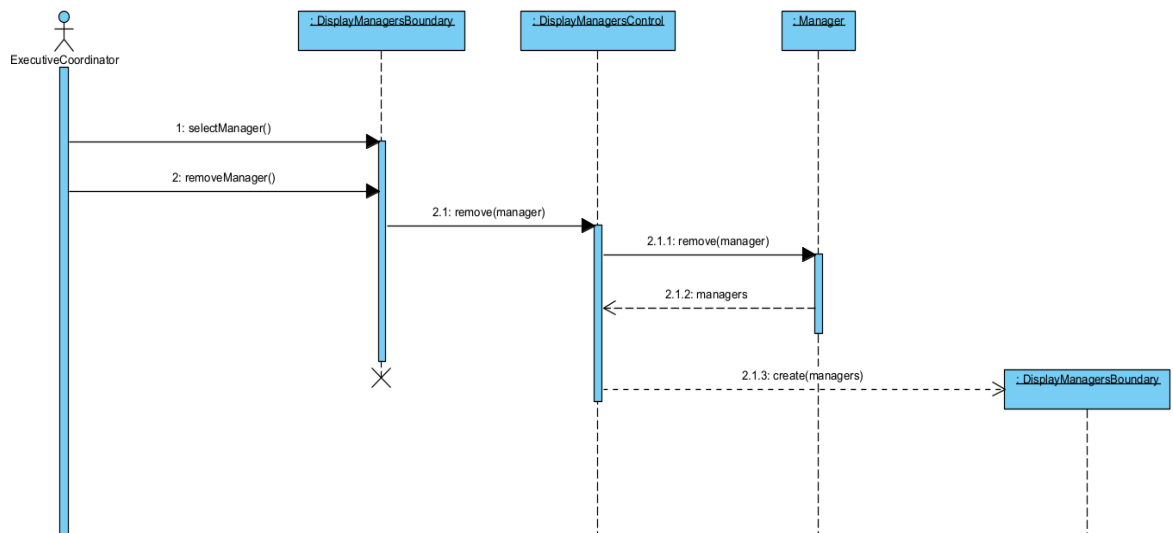 : DisplayManagersBoundary
: DisplayManagersControl
: Manager
ExecutiveCoordinator
1: selectManager()
2: removeManager()
2.1: remove(manager)
2.1.1: remove(manager)
2.1.2: managers
2.1.3: create(managers)
: DisplayManagersBoundary